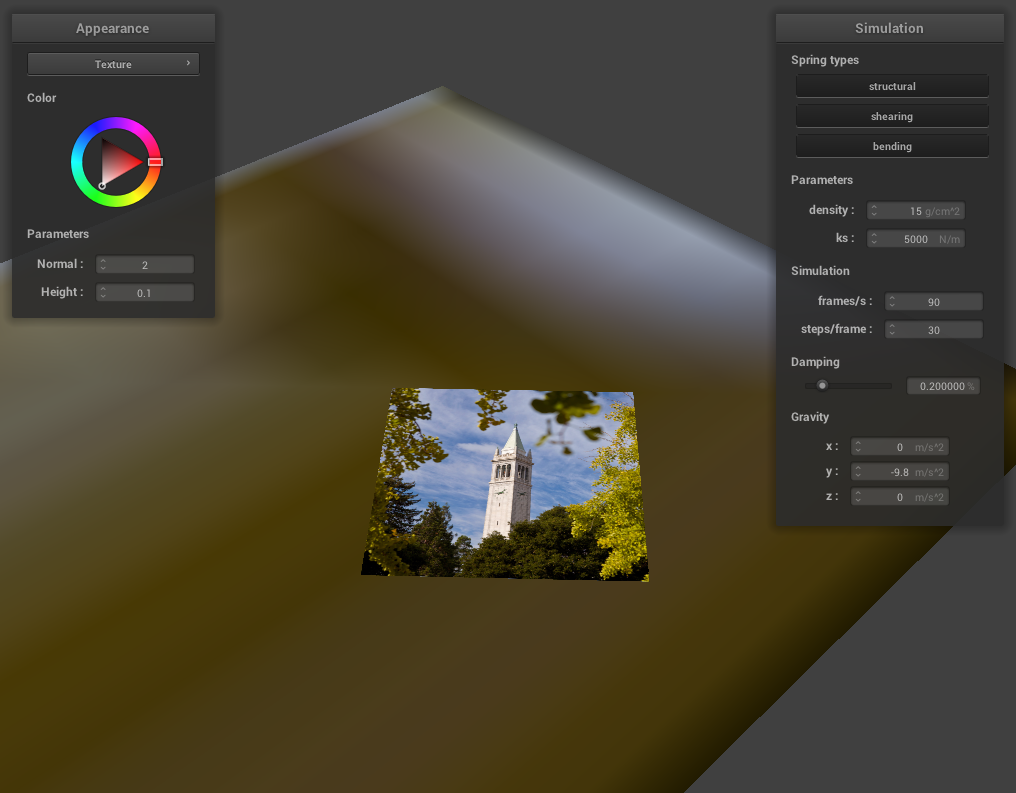 Appearance
Texture
Color
Parameters
Normal : 2
Height : 0.1
Simulation
Spring types
structural
shearing
bending
Parameters
density : 15 g/cm^2
ks : 5000 N/m
Simulation
frames/s : 90
steps/frame : 30
Damping
0.200000 %
Gravity
x : 0 m/s^2
y : -9.8 m/s^2
z : 0 m/s^2